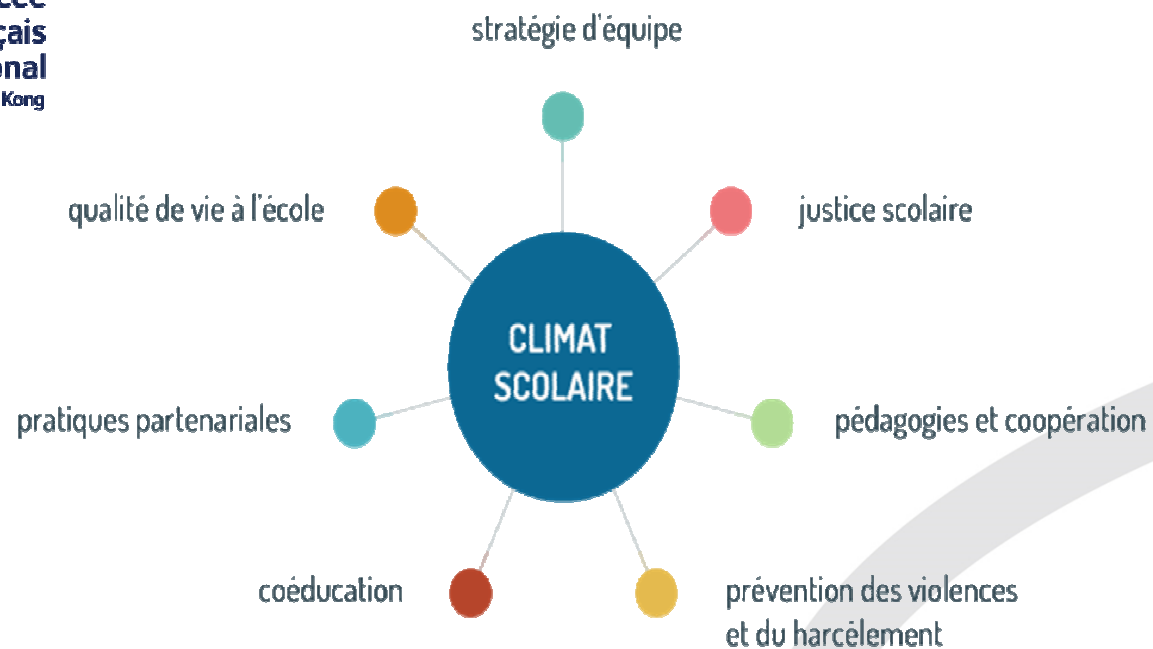 çais
onal
Kong
stratégie d'équipe
qualité de vie à l'école
justice scolaire
CLIMAT
SCOLAIRE
pratiques partenariales
pédagogies et coopération
coéducation
prévention des violences
et du harcèlement